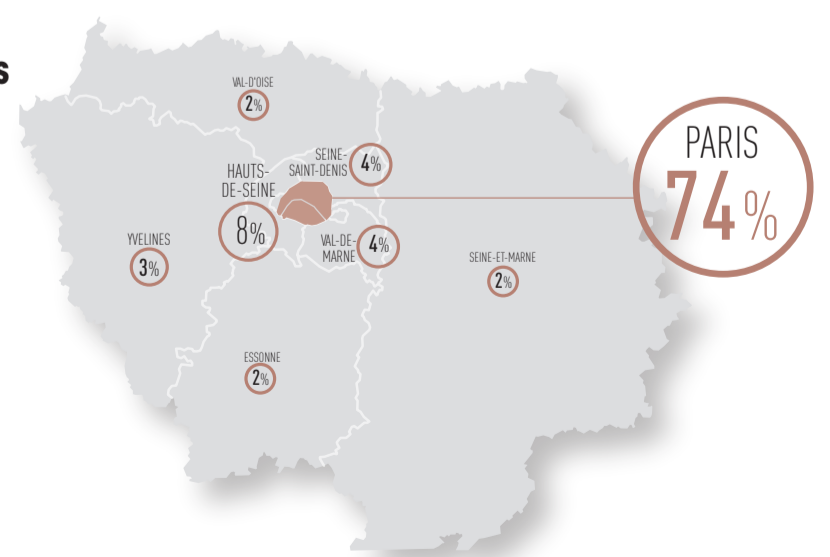 s
VAL-D'OISE
2%
SEINE-
SAINT-DENIS
4%
HAUTS-
DE-SEINE
8%
PARIS
74%
YVELINES
3%
VAL-DE-
MARNE
4%
SEINE-ET-MARNE
2%
ESSONNE
2%